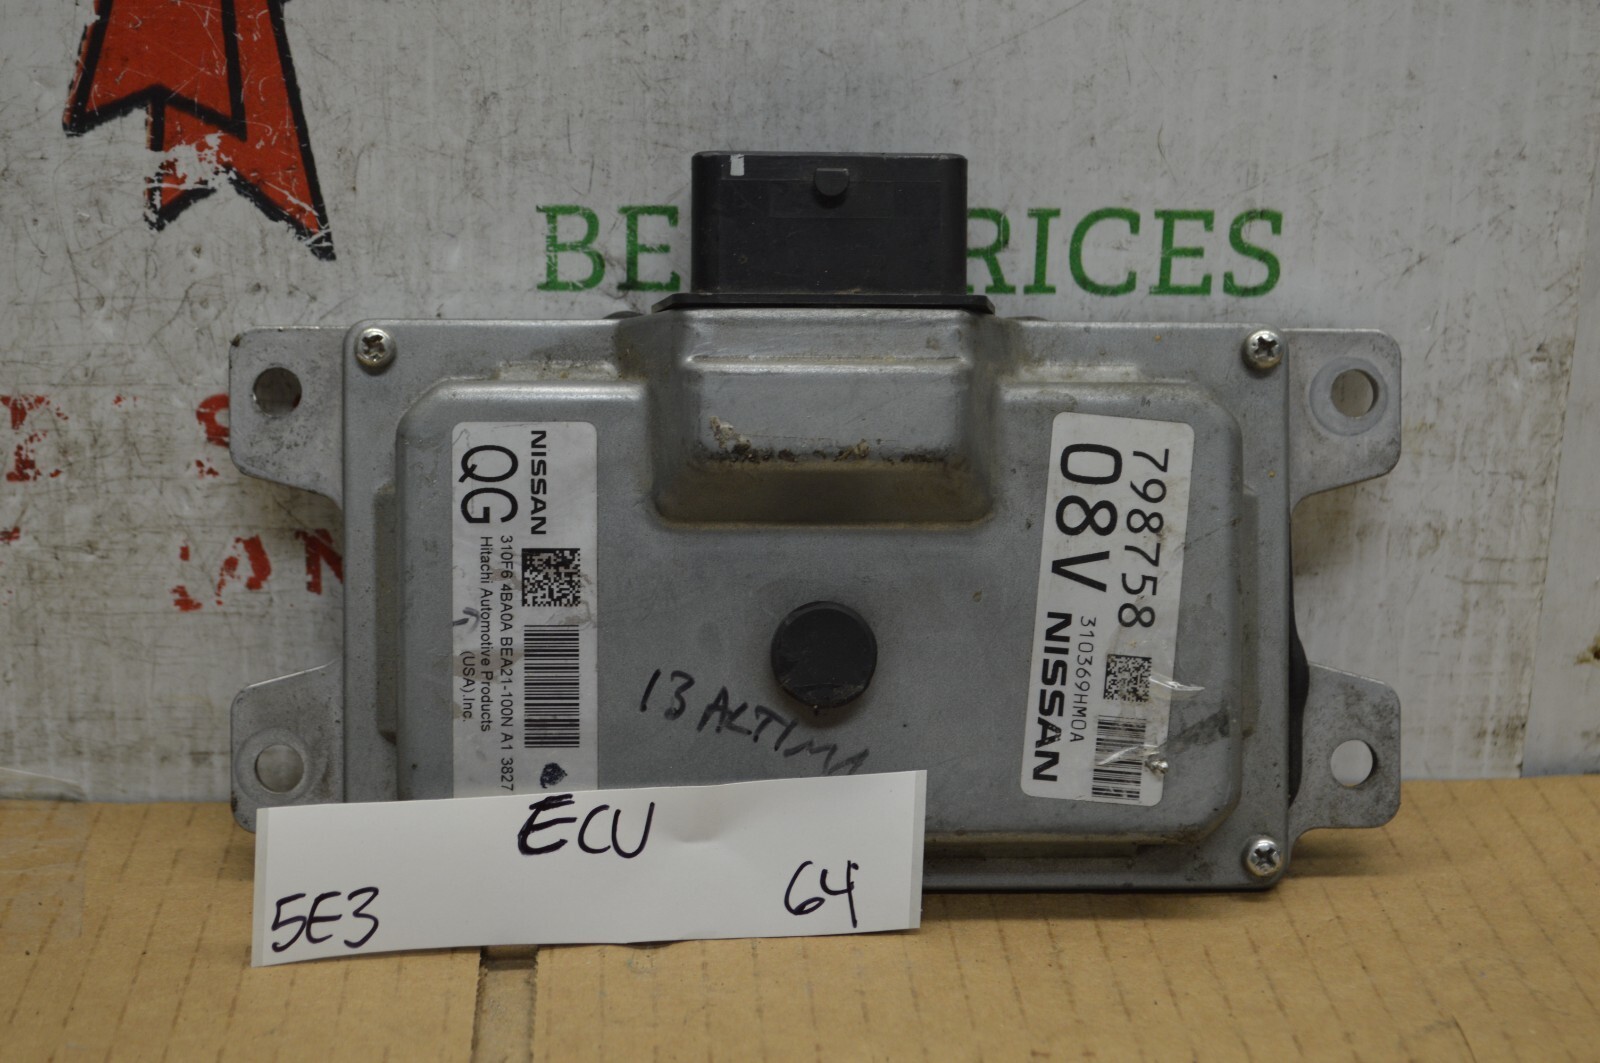 BE RICES
NISSAN
QG
310F6 4BA0A BEA21-100N A1 3827
Hitachi Automotive Products
(USA),Inc.
7987758
08V
310369HM0A
NISSAN
13 ALTIMA
ECU
5E3
64